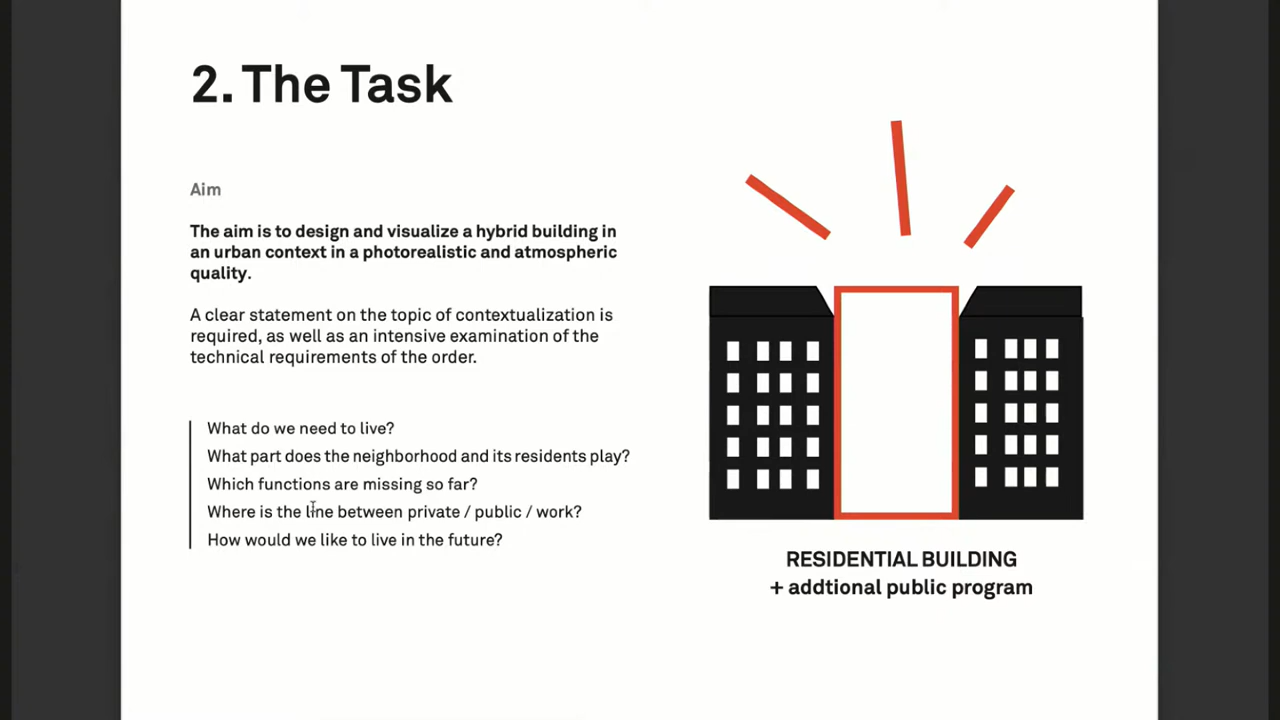 2. The Task
Aim
The aim is to design and visualize a hybrid building in
an urban context in a photorealistic and atmospheric
quality.
A clear statement on the topic of contextualization is
required, as well as an intensive examination of the
technical requirements of the order.
What do we need to live?
What part does the neighborhood and its residents play?
Which functions are missing so far?
Where is the line between private / public / work?
How would we like to live in the future?
RESIDENTIAL BUILDING
+ addtional public program